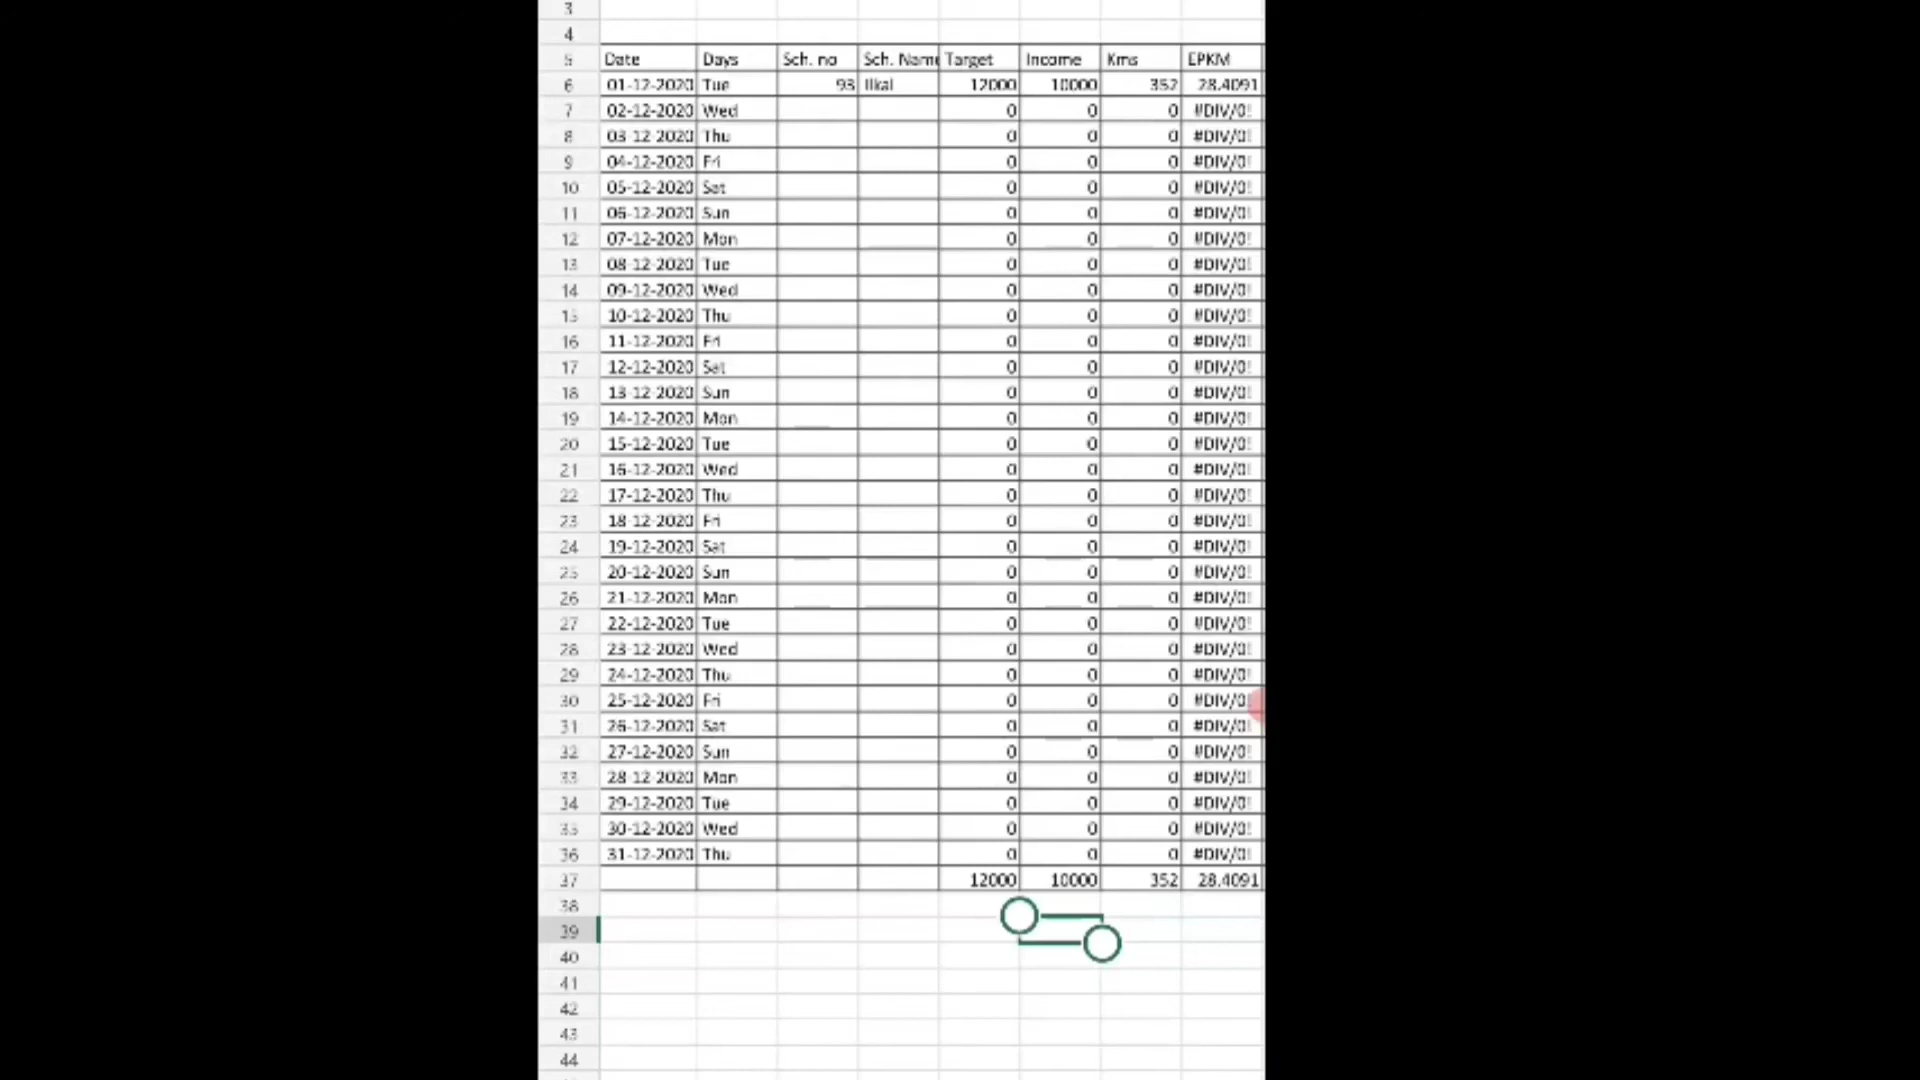 3
4
5 Date Days Sch. no Sch. Name Target Income Kms EPKM
6 01-12-2020 Tue 93 Ilkal 12000 10000 352 28.4091
7 02-12-2020 Wed 0 0 0 #DIV/0!
8 03-12-2020 Thu 0 0 0 #DIV/0!
9 04-12-2020 Fri 0 0 0 #DIV/0!
10 05-12-2020 Sat 0 0 0 #DIV/0!
11 06-12-2020 Sun 0 0 0 #DIV/0!
12 07-12-2020 Mon 0 0 0 #DIV/0!
13 08-12-2020 Tue 0 0 0 #DIV/0!
14 09-12-2020 Wed 0 0 0 #DIV/0!
15 10-12-2020 Thu 0 0 0 #DIV/0!
16 11-12-2020 Fri 0 0 0 #DIV/0!
17 12-12-2020 Sat 0 0 0 #DIV/0!
18 13-12-2020 Sun 0 0 0 #DIV/0!
19 14-12-2020 Mon 0 0 0 #DIV/0!
20 15-12-2020 Tue 0 0 0 #DIV/0!
21 16-12-2020 Wed 0 0 0 #DIV/0!
22 17-12-2020 Thu 0 0 0 #DIV/0!
23 18-12-2020 Fri 0 0 0 #DIV/0!
24 19-12-2020 Sat 0 0 0 #DIV/0!
25 20-12-2020 Sun 0 0 0 #DIV/0!
26 21-12-2020 Mon 0 0 0 #DIV/0!
27 22-12-2020 Tue 0 0 0 #DIV/0!
28 23-12-2020 Wed 0 0 0 #DIV/0!
29 24-12-2020 Thu 0 0 0 #DIV/0!
30 25-12-2020 Fri 0 0 0 #DIV/0!
31 26-12-2020 Sat 0 0 0 #DIV/0!
32 27-12-2020 Sun 0 0 0 #DIV/0!
33 28-12-2020 Mon 0 0 0 #DIV/0!
34 29-12-2020 Tue 0 0 0 #DIV/0!
35 30-12-2020 Wed 0 0 0 #DIV/0!
36 31-12-2020 Thu 0 0 0 #DIV/0!
37 12000 10000 352 28.4091
38
39
40
41
42
43
44